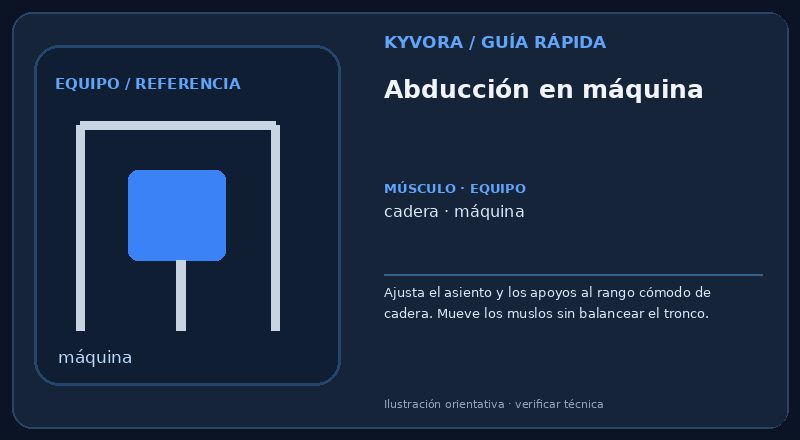 EQUIPO / REFERENCIA
máquina
KYVORA / GUÍA RÁPIDA
Abducción en máquina
MÚSCULO · EQUIPO
cadera · máquina
Ajusta el asiento y los apoyos al rango cómodo de
cadera. Mueve los muslos sin balancear el tronco.
Ilustración orientativa · verificar técnica